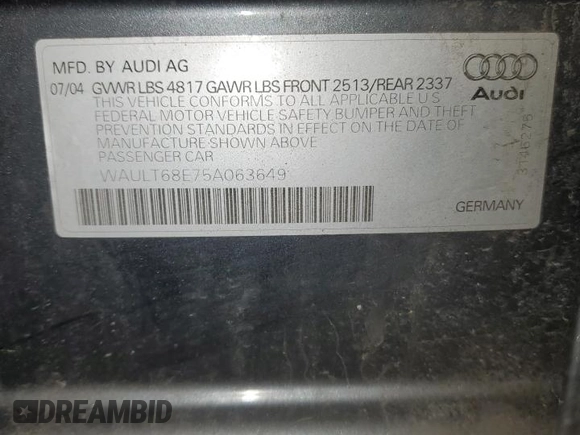 MFD. BY AUDI AG
07/04 GVWR LBS 4817 GAWR LBS FRONT 2513/REAR 2337
THIS VEHICLE CONFORMS TO ALL APPLICABLE U S
FEDERAL MOTOR VEHICLE SAFETY BUMPER AND THEFT
PREVENTION STANDARDS IN EFFECT ON THE DATE OF
MANUFACTURE SHOWN ABOVE
PASSENGER CAR
WAULT68E75A063649
GERMANY
Audi
DREAMBID